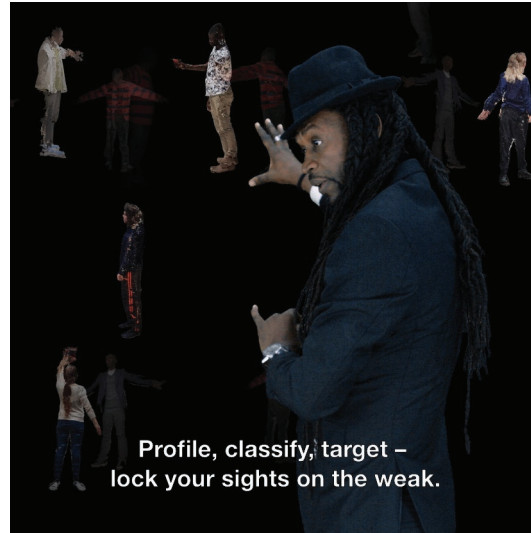 Profile, classify, target –
lock your sights on the weak.